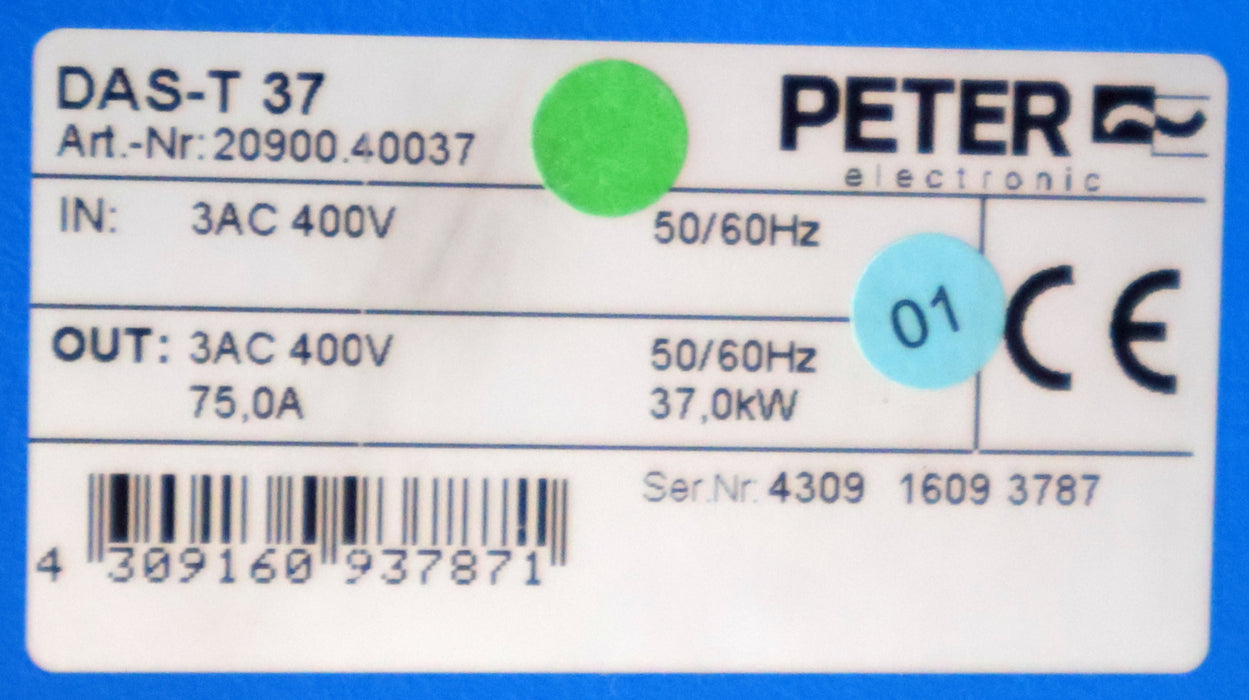 DAS-T 37
Art.-Nr: 20900.40037
PETER
electronic
IN: 3AC 400V 50/60Hz
01
CE
OUT: 3AC 400V 50/60Hz
75,0A 37,0kW
Ser.Nr: 4309 1609 3787
4 309160 937871